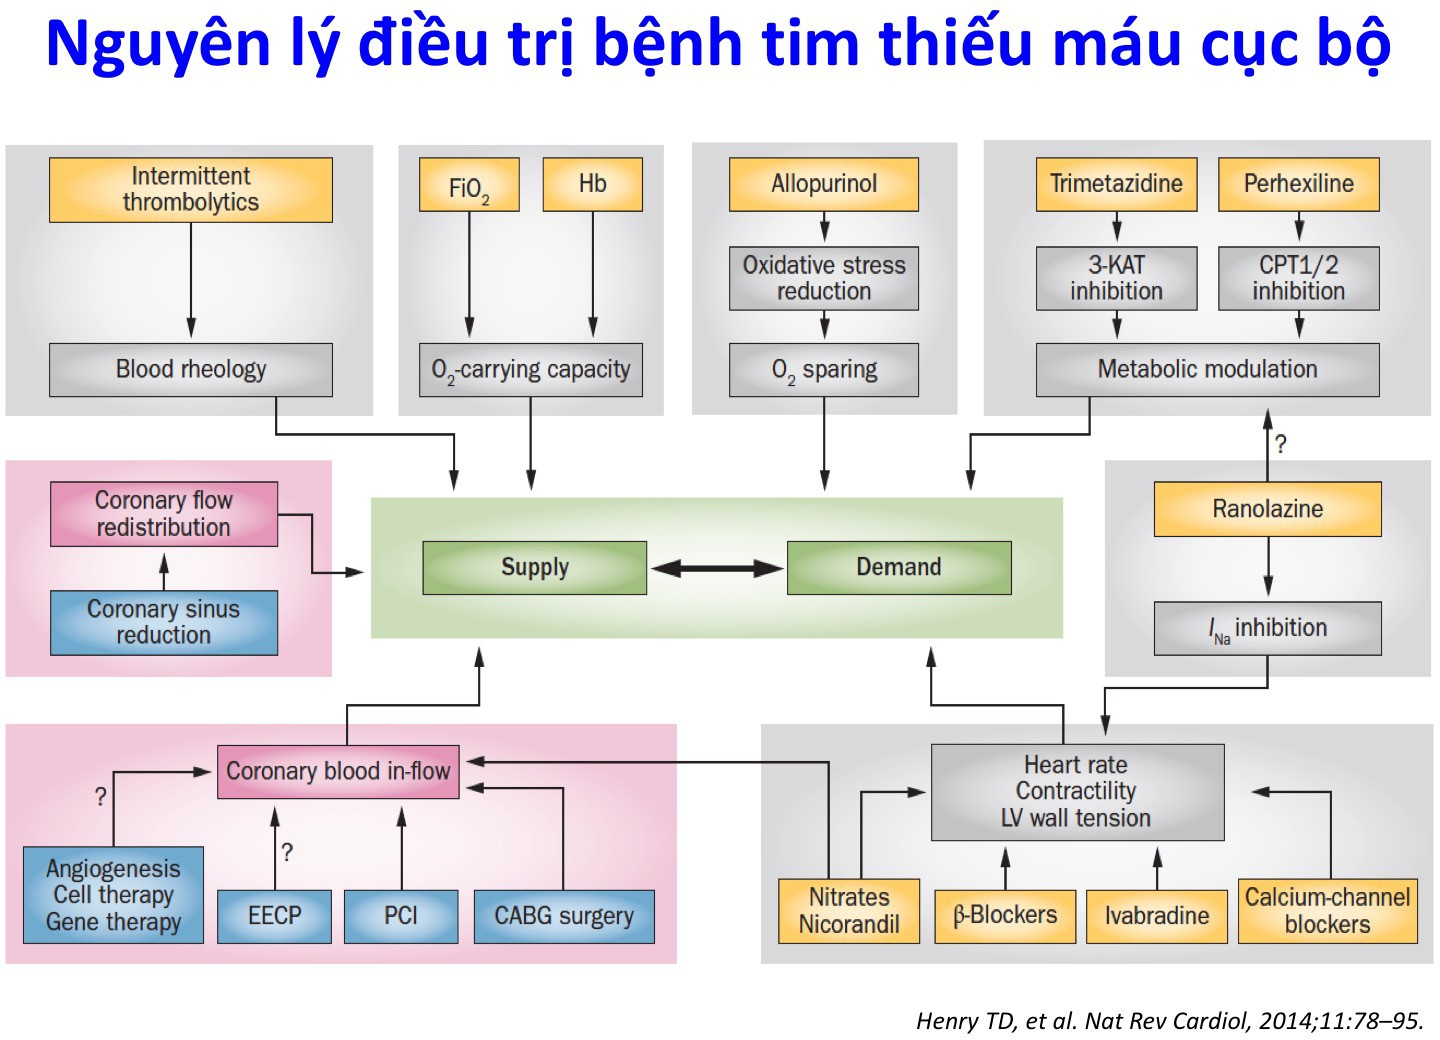 Nguyên lý điều trị bệnh tim thiếu máu cục bộ
Intermittent
thrombolytics
Blood rheology
FiO2
Hb
O2-carrying capacity
Allopurinol
Oxidative stress
reduction
O2 sparing
Trimetazidine
Perhexiline
3-KAT
inhibition
CPT1/2
inhibition
Metabolic modulation
?
Coronary flow
redistribution
Coronary sinus
reduction
Supply
Demand
Ranolazine
INa inhibition
Coronary blood in-flow
?
?
Angiogenesis
Cell therapy
Gene therapy
EECP
PCI
CABG surgery
Heart rate
Contractility
LV wall tension
Nitrates
Nicorandil
β-Blockers
Ivabradine
Calcium-channel
blockers
Henry TD, et al. Nat Rev Cardiol, 2014;11:78–95.